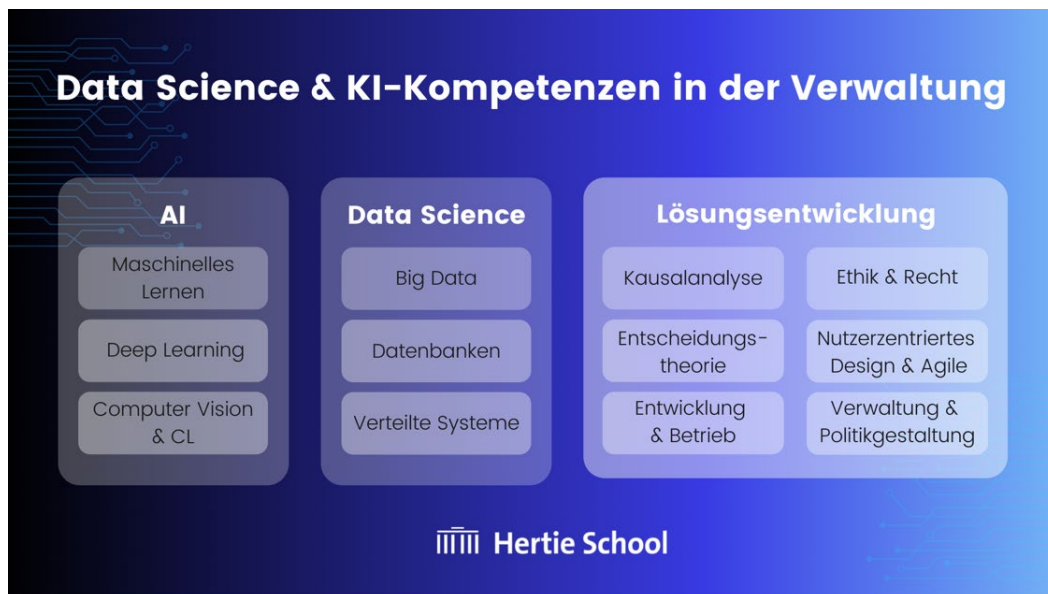 Data Science & KI-Kompetenzen in der Verwaltung
AI
Maschinelles
Lernen
Deep Learning
Computer Vision
& CL
Data Science
Big Data
Datenbanken
Verteilte Systeme
Lösungsentwicklung
Kausalanalyse
Ethik & Recht
Entscheidungs-
theorie
Nutzerzentriertes
Design & Agile
Entwicklung
& Betrieb
Verwaltung &
Politikgestaltung
Hertie School